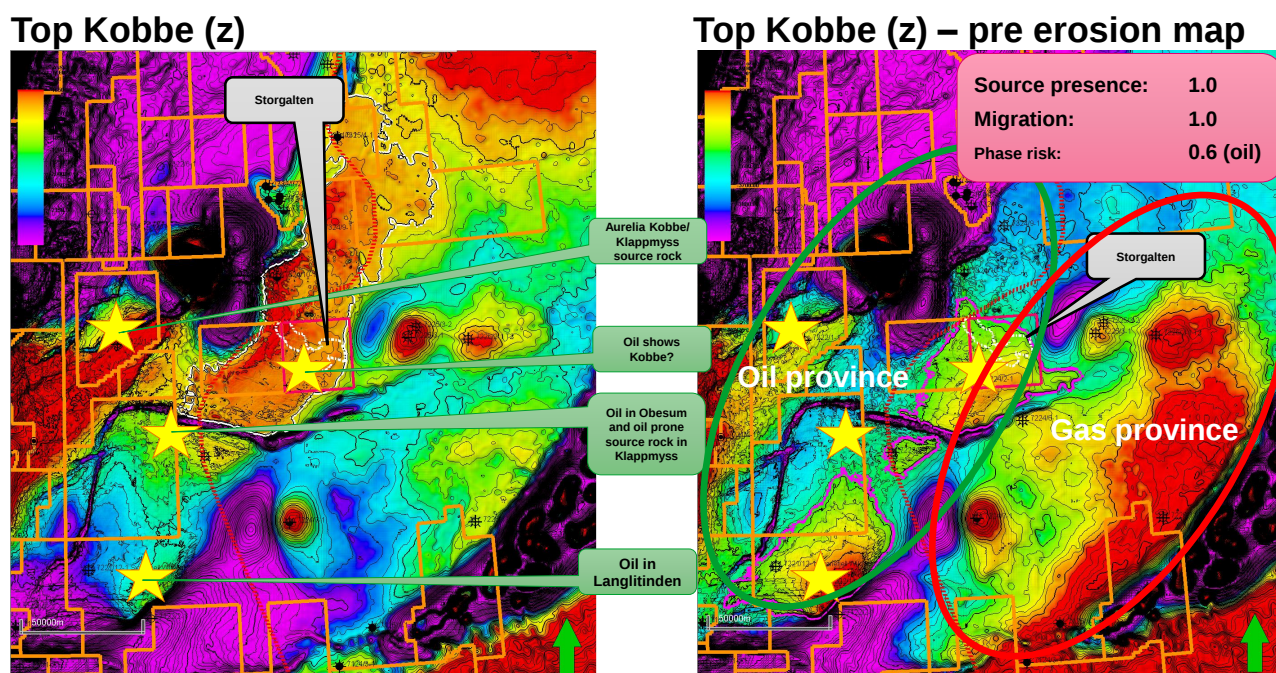 Top Kobbe (z)
Top Kobbe (z) – pre erosion map
Storgalten
Source presence: 1.0
Migration: 1.0
Phase risk: 0.6 (oil)
Aurelia Kobbe/
Klappmyss
source rock
Storgalten
Oil shows
Kobbe?
Oil province
Oil in Obesum
and oil prone
source rock in
Klappmyss
Gas province
Oil in
Langlitinden
50000m
50000m